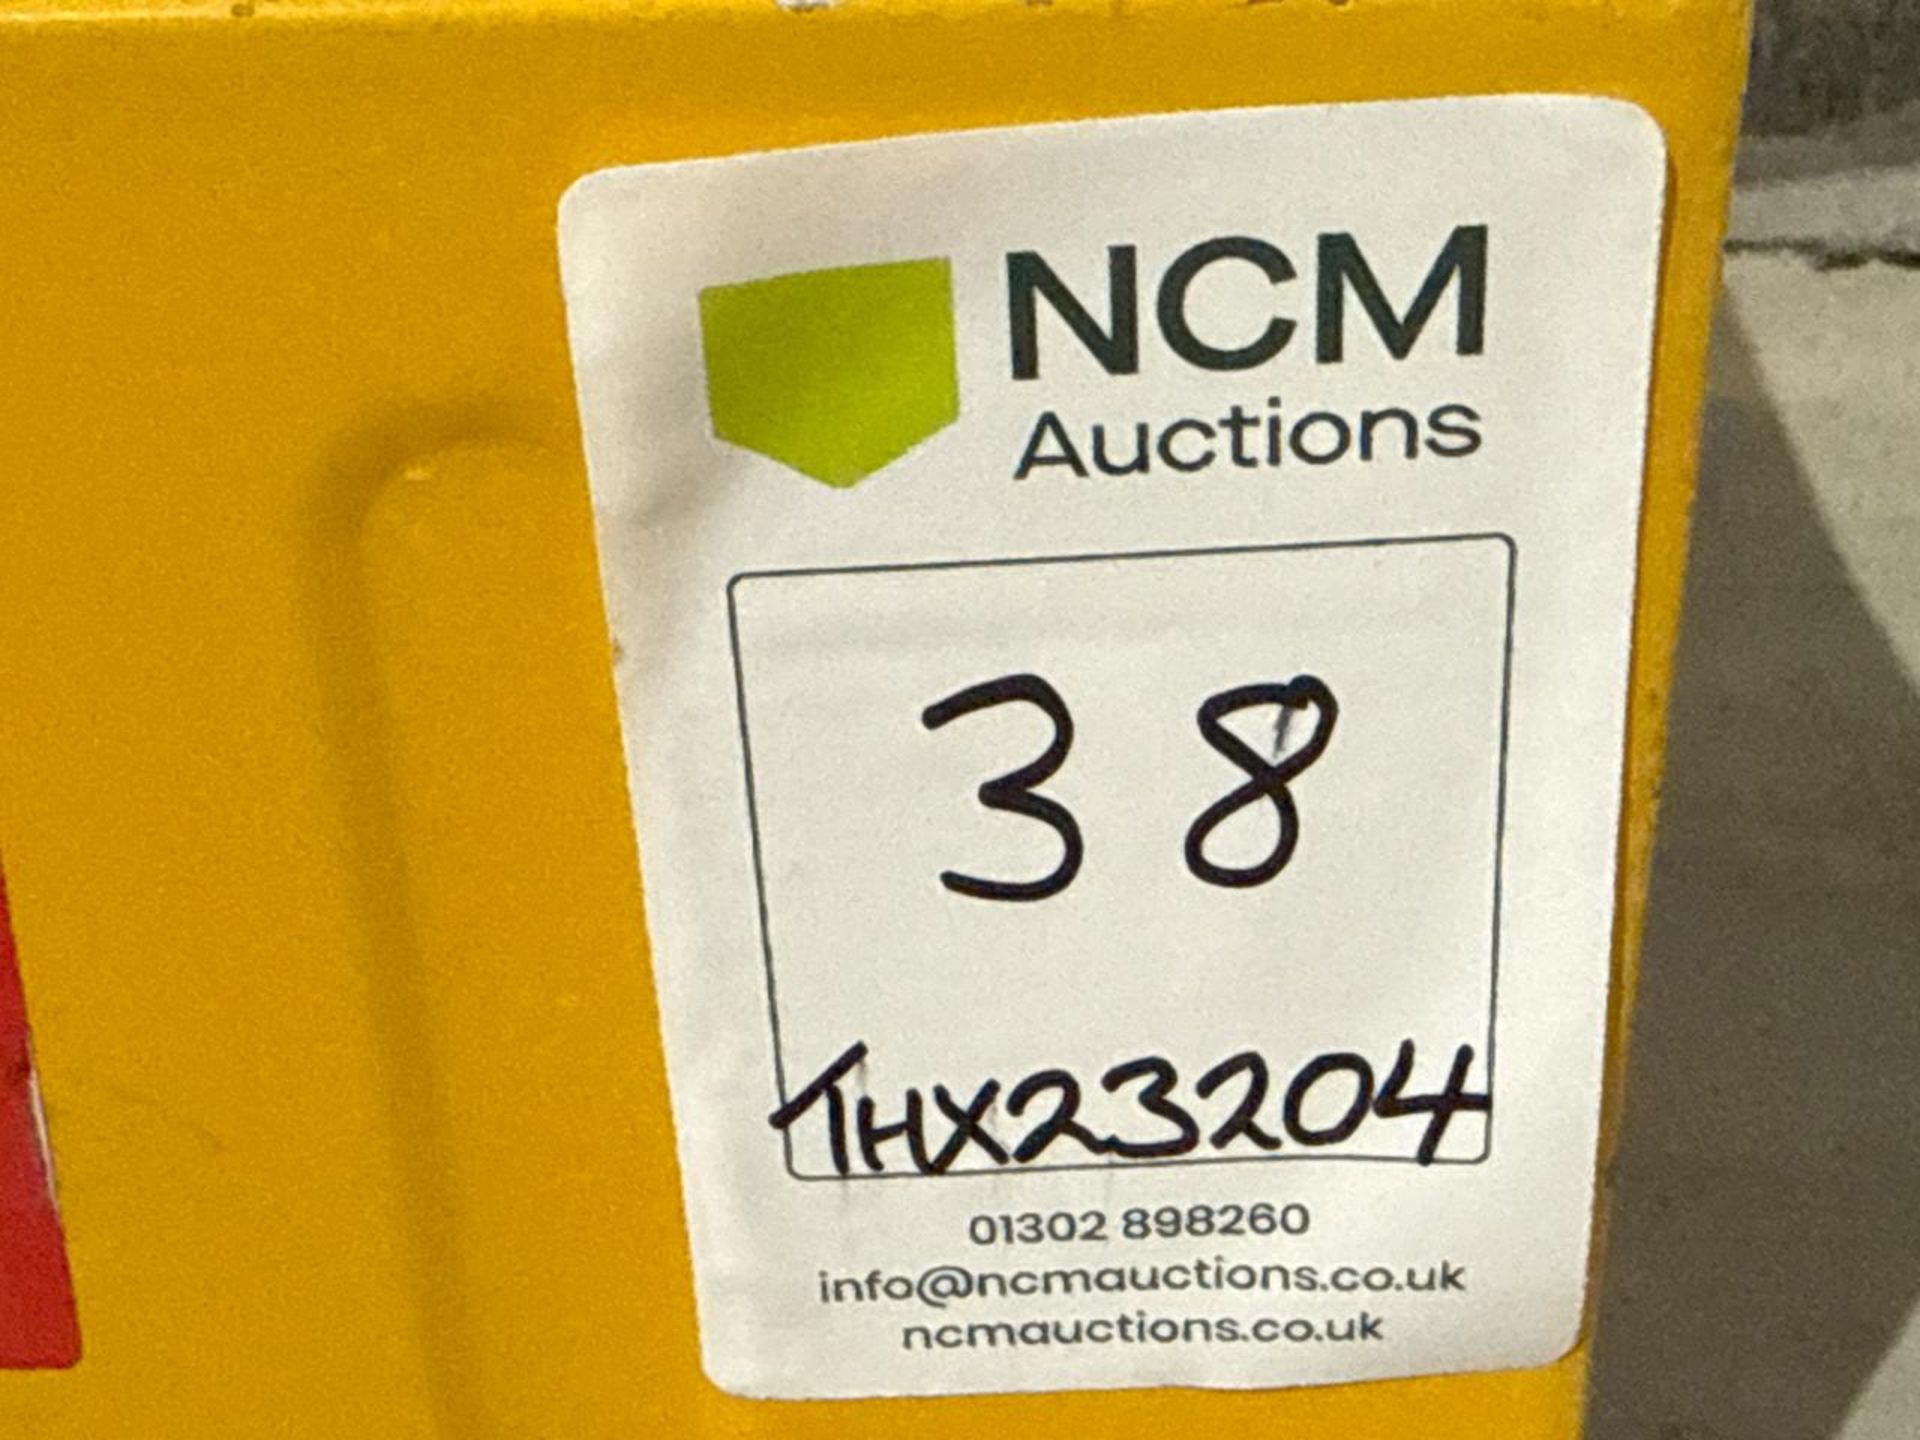 NCM
Auctions
38
THX23204
01302 898260
info@ncmauctions.co.uk
ncmauctions.co.uk